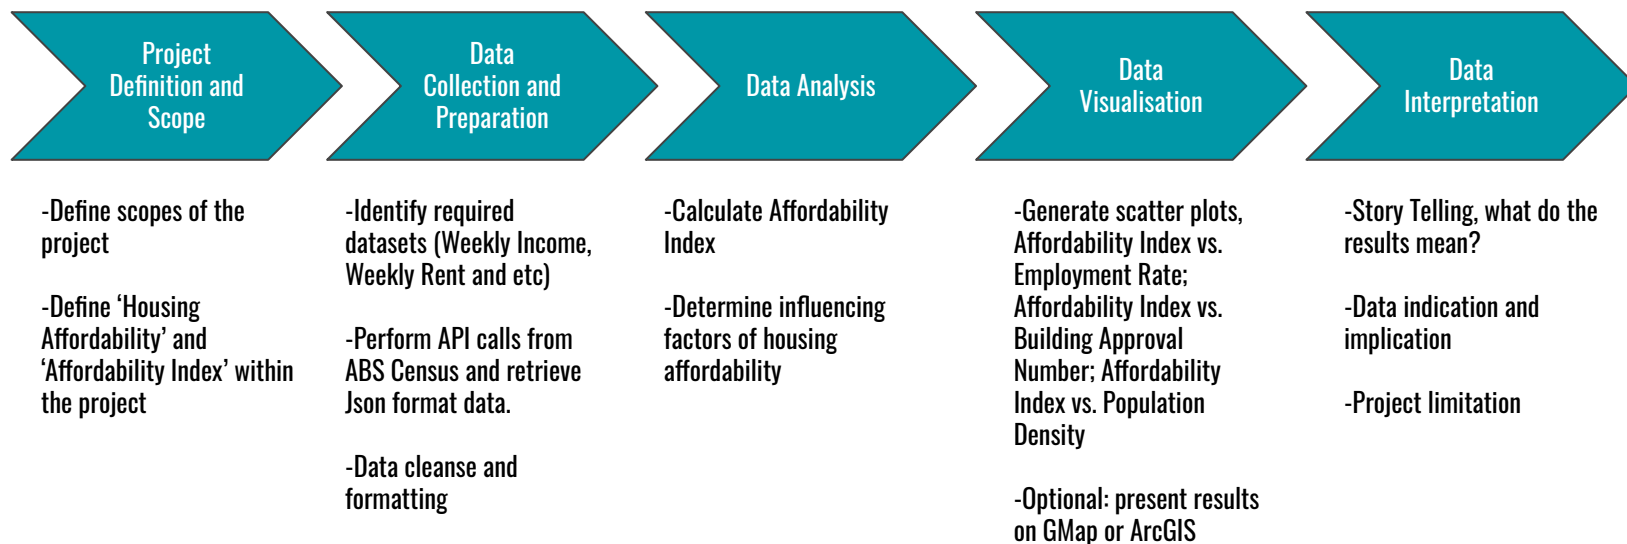 Project
Definition and
Scope
Data
Collection and
Preparation
Data Analysis
Data
Visualisation
Data
Interpretation
-Define scopes of the
project
-Define ‘Housing
Affordability’ and
‘Affordability Index’ within
the project
-Identify required
datasets (Weekly Income,
Weekly Rent and etc)
-Perform API calls from
ABS Census and retrieve
Json format data.
-Data cleanse and
formatting
-Calculate Affordability
Index
-Determine influencing
factors of housing
affordability
-Generate scatter plots,
Affordability Index vs.
Employment Rate;
Affordability Index vs.
Building Approval
Number; Affordability
Index vs. Population
Density
-Optional: present results
on GMap or ArcGIS
-Story Telling, what do the
results mean?
-Data indication and
implication
-Project limitation